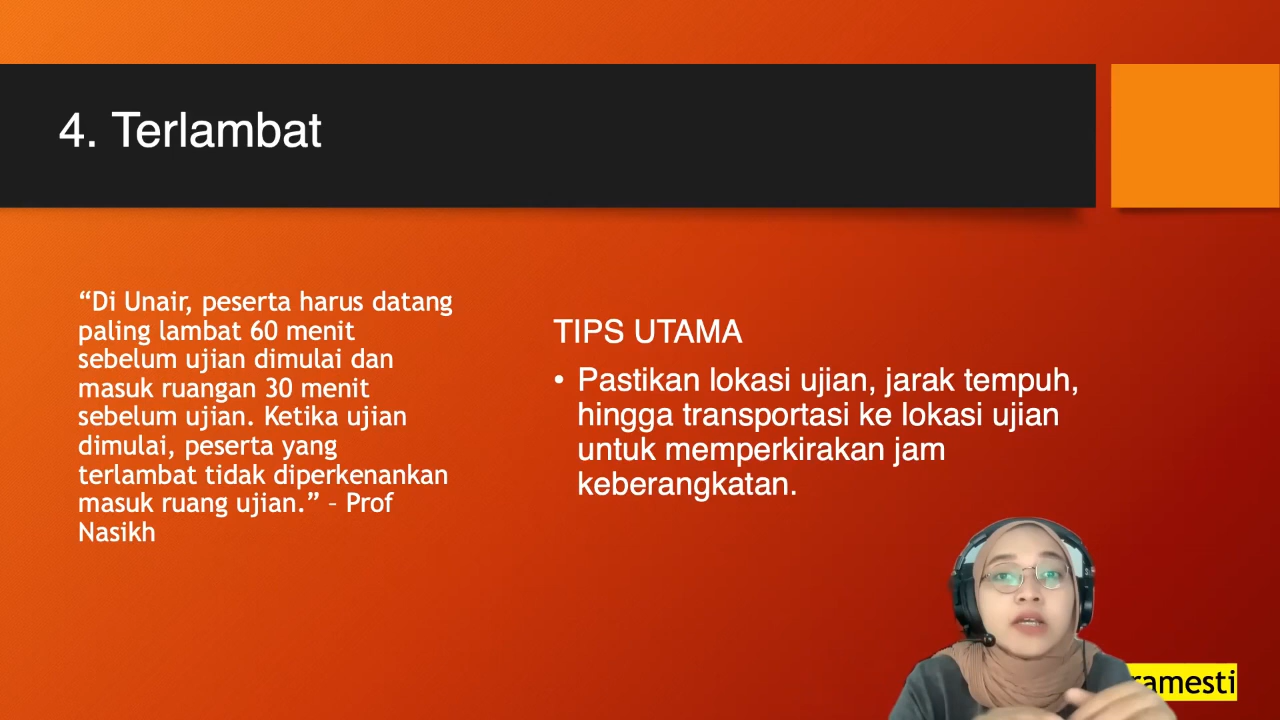 4. Terlambat
“Di Unair, peserta harus datang
paling lambat 60 menit
sebelum ujian dimulai dan
masuk ruangan 30 menit
sebelum ujian. Ketika ujian
dimulai, peserta yang
terlambat tidak diperkenankan
masuk ruang ujian.” – Prof
Nasikh
TIPS UTAMA
• Pastikan lokasi ujian, jarak tempuh,
hingga transportasi ke lokasi ujian
untuk memperkirakan jam
keberangkatan.